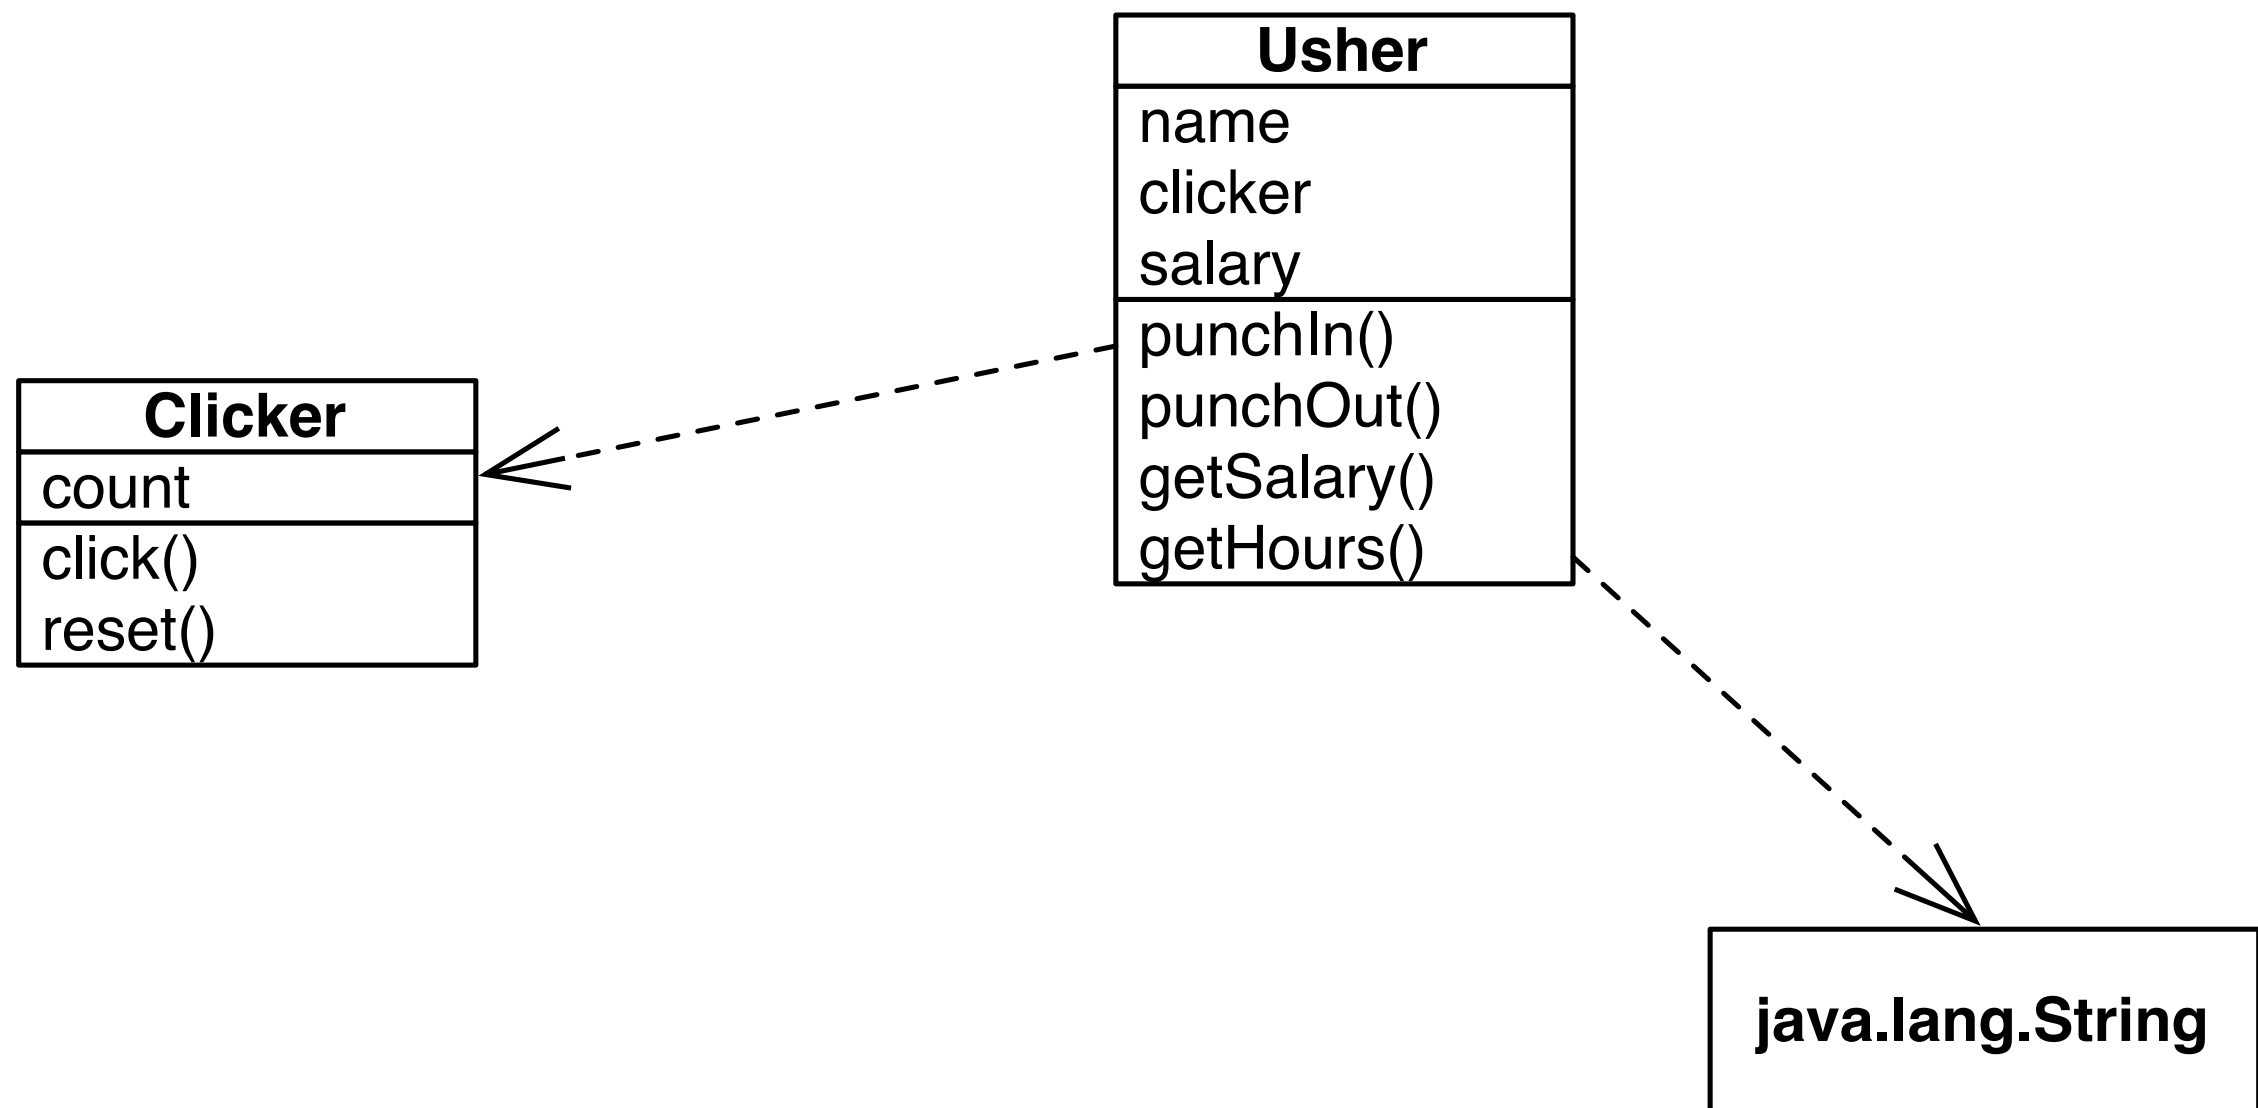 Usher
name
clicker
salary
punchIn()
punchOut()
getSalary()
getHours()
Clicker
count
click()
reset()
java.lang.String